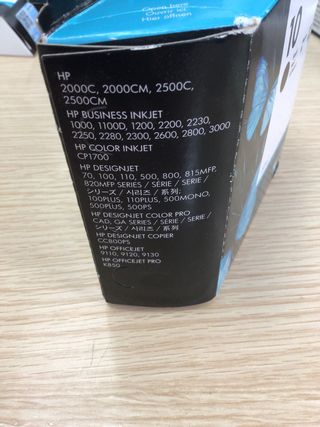 Open here
Ouvrir ici
Hier öffnen
10
HP
2000C, 2000CM, 2500C,
2500CM
HP BUSINESS INKJET
1000, 1100D, 1200, 2200, 2230,
2250, 2280, 2300, 2600, 2800, 3000
HP COLOR INKJET
CP1700
HP DESIGNJET
70, 100, 110, 500, 800, 815MFP,
820MFP SERIES / SÉRIE / SERIE /
シリーズ / 시리즈 / 系列;
100PLUS, 110PLUS, 500MONO,
500PLUS, 500PS
HP DESIGNJET COLOR PRO
CAD, GA SERIES / SÉRIE / SERIE /
シリーズ / 시리즈 / 系列
HP DESIGNJET COPIER
CC800PS
HP OFFICEJET
9110, 9120, 9130
HP OFFICEJET PRO
K850